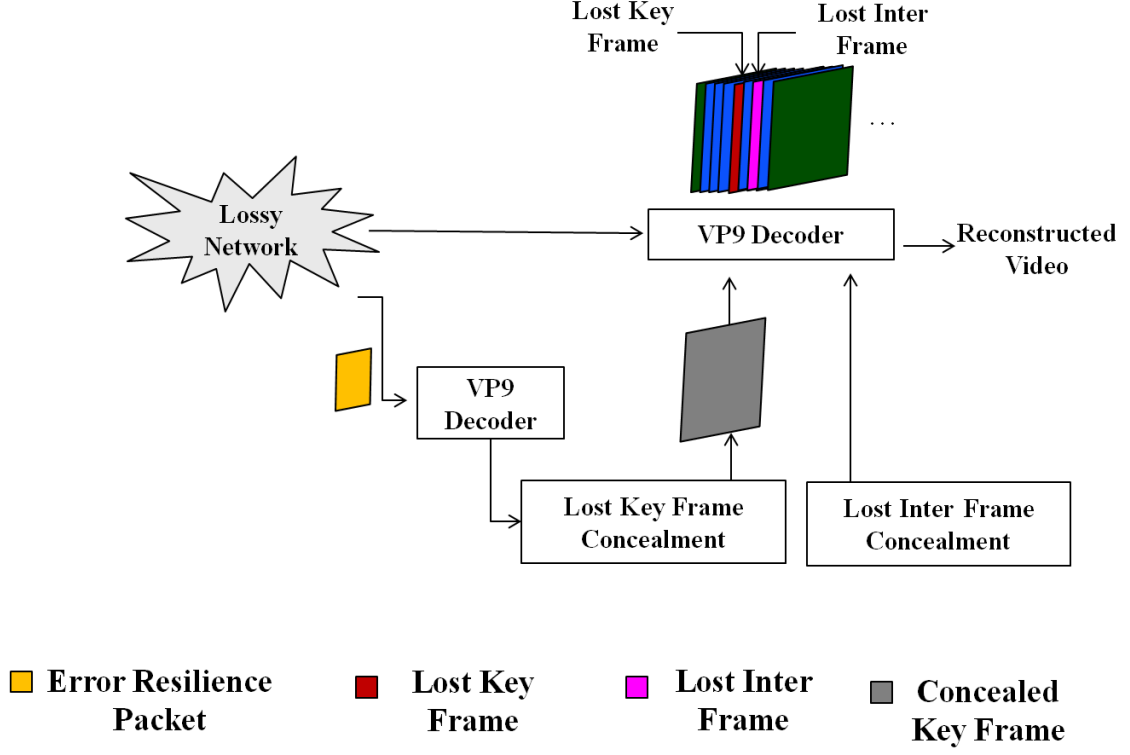 Lost Key
Frame
Lost Inter
Frame
. . .
Lossy
Network
VP9 Decoder
Reconstructed
Video
VP9
Decoder
Lost Key Frame
Concealment
Lost Inter Frame
Concealment
Error Resilience
Packet
Lost Key
Frame
Lost Inter
Frame
Concealed
Key Frame